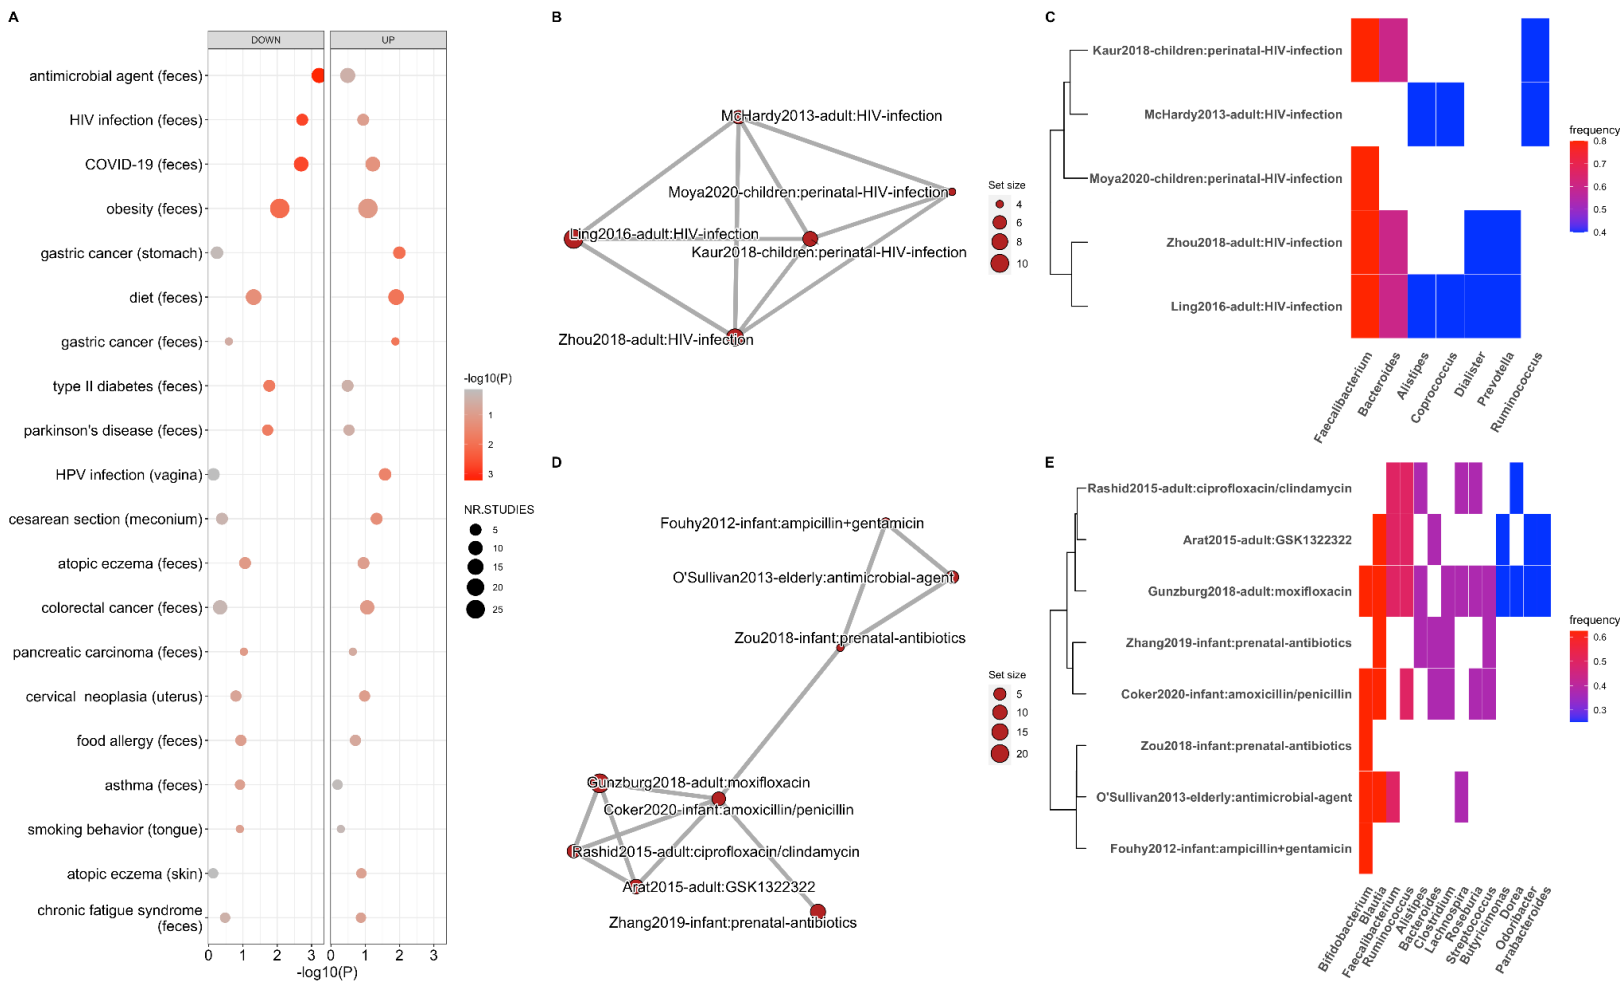 A
DOWN
UP
antimicrobial agent (feces)
HIV infection (feces)
COVID-19 (feces)
obesity (feces)
gastric cancer (stomach)
diet (feces)
gastric cancer (feces)
type II diabetes (feces)
parkinson's disease (feces)
HPV infection (vagina)
cesarean section (meconium)
atopic eczema (feces)
colorectal cancer (feces)
pancreatic carcinoma (feces)
cervical neoplasia (uterus)
food allergy (feces)
asthma (feces)
smoking behavior (tongue)
atopic eczema (skin)
chronic fatigue syndrome
(feces)
0 1 2 3 0 1 2 3
-log10(P)
-log10(P)
1
2
3
NR.STUDIES
5
10
15
20
25
B
McHardy2013-adult:HIV-infection
Moya2020-children:perinatal-HIV-infection
Ling2016-adult:HIV-infection
Kaur2018-children:perinatal-HIV-infection
Zhou2018-adult:HIV-infection
Set size
4
6
8
10
C
Kaur2018-children:perinatal-HIV-infection
McHardy2013-adult:HIV-infection
Moya2020-children:perinatal-HIV-infection
Zhou2018-adult:HIV-infection
Ling2016-adult:HIV-infection
Faecalibacterium
Bacteroides
Alistipes
Coprococcus
Dialister
Prevotella
Ruminococcus
frequency
0.8
0.7
0.6
0.5
0.4
D
Fouhy2012-infant:ampicillin+gentamicin
O'Sullivan2013-elderly:antimicrobial-agent
Zou2018-infant:prenatal-antibiotics
Gunzburg2018-adult:moxifloxacin
Coker2020-infant:amoxicillin/penicillin
Rashid2015-adult:ciprofloxacin/clindamycin
Arat2015-adult:GSK1322322
Zhang2019-infant:prenatal-antibiotics
Set size
5
10
15
20
E
Rashid2015-adult:ciprofloxacin/clindamycin
Arat2015-adult:GSK1322322
Gunzburg2018-adult:moxifloxacin
Zhang2019-infant:prenatal-antibiotics
Coker2020-infant:amoxicillin/penicillin
Zou2018-infant:prenatal-antibiotics
O'Sullivan2013-elderly:antimicrobial-agent
Fouhy2012-infant:ampicillin+gentamicin
Bifidobacterium
Blautia
Faecalibacterium
Ruminococcus
Alistipes
Bacteroides
Clostridium
Lachnospira
Roseburia
Streptococcus
Butyricimonas
Dorea
Odoribacter
Parabacteroides
frequency
0.6
0.5
0.4
0.3